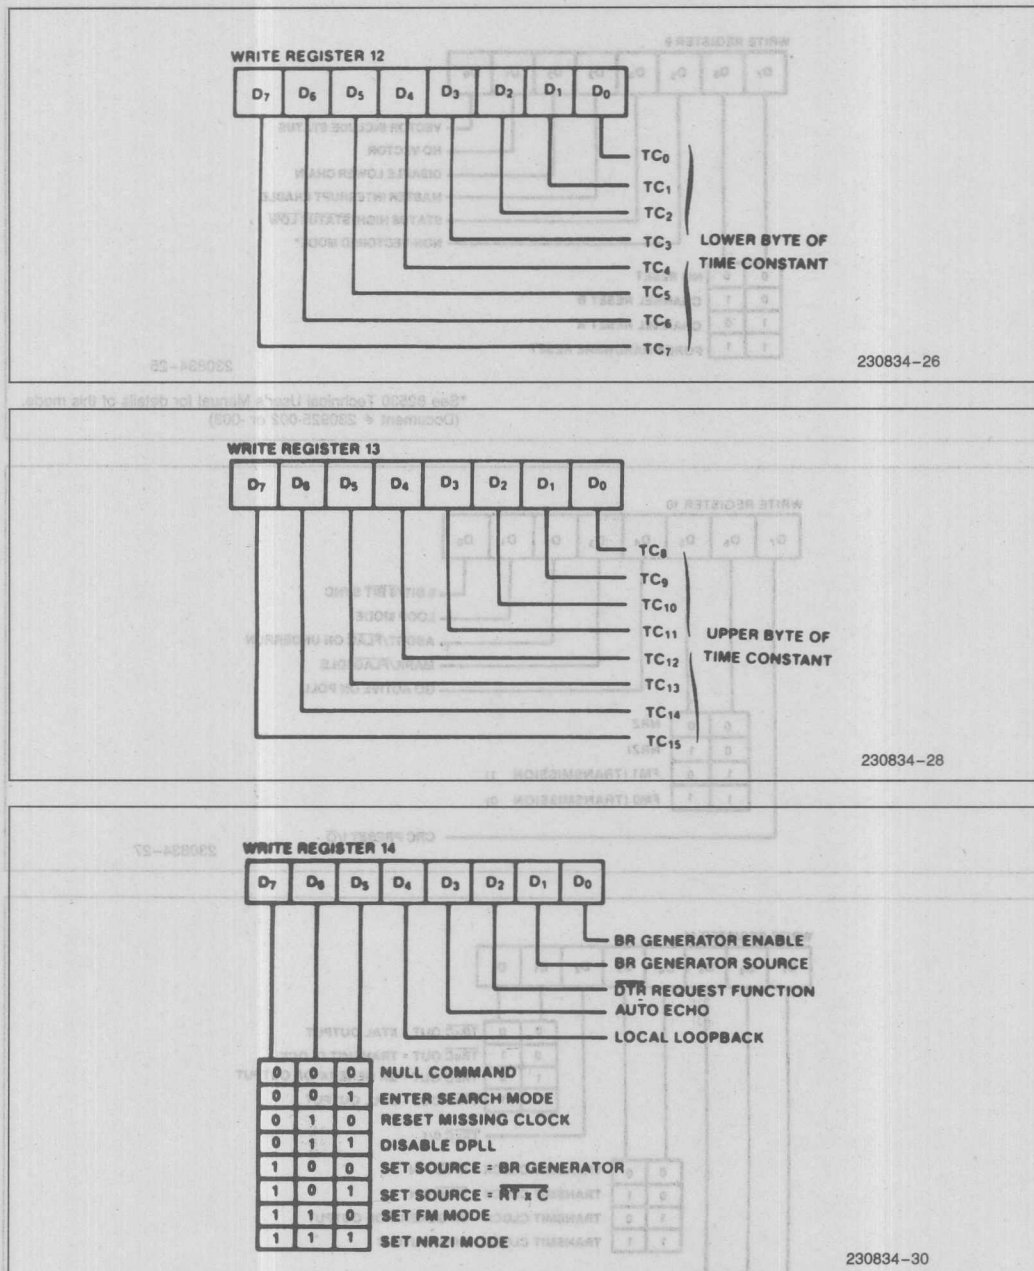 WRITE REGISTER 12
D7 D6 D5 D4 D3 D2 D1 D0
TC0
TC1
TC2
TC3
TC4
TC5
TC6
TC7
LOWER BYTE OF
TIME CONSTANT
230834-26
WRITE REGISTER 13
D7 D6 D5 D4 D3 D2 D1 D0
TC8
TC9
TC10
TC11
TC12
TC13
TC14
TC15
UPPER BYTE OF
TIME CONSTANT
230834-28
WRITE REGISTER 14
D7 D6 D5 D4 D3 D2 D1 D0
BR GENERATOR ENABLE
BR GENERATOR SOURCE
DTR REQUEST FUNCTION
AUTO ECHO
LOCAL LOOPBACK
0 0 0 NULL COMMAND
0 0 1 ENTER SEARCH MODE
0 1 0 RESET MISSING CLOCK
0 1 1 DISABLE DPLL
1 0 0 SET SOURCE = BR GENERATOR
1 0 1 SET SOURCE = RT x C
1 1 0 SET FM MODE
1 1 1 SET NRZI MODE
230834-30